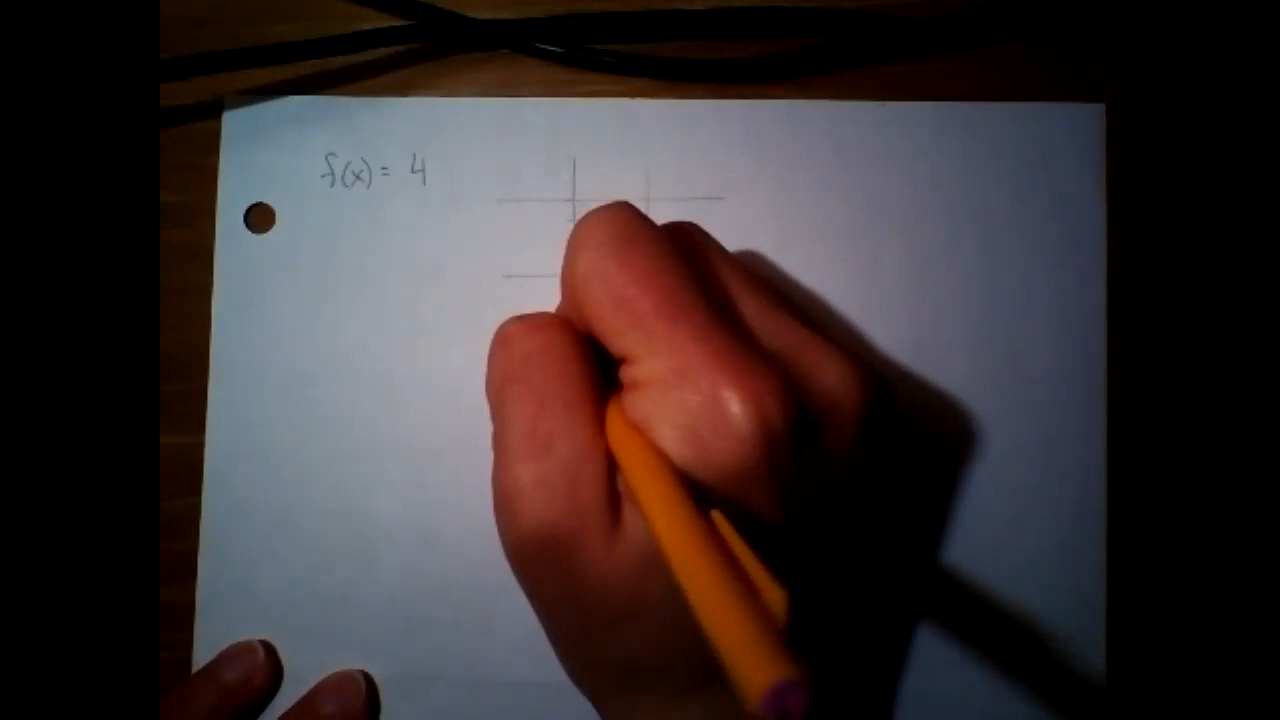 f(x) = 4